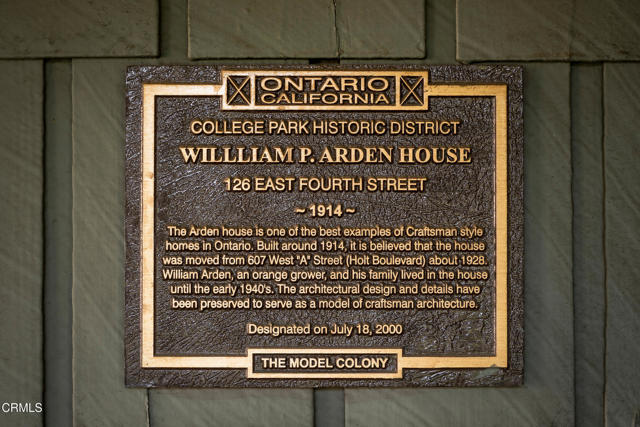 ONTARIO
CALIFORNIA
COLLEGE PARK HISTORIC DISTRICT
WILLLIAM P. ARDEN HOUSE
126 EAST FOURTH STREET
~ 1914 ~
The Arden house is one of the best examples of Craftsman style
homes in Ontario. Built around 1914, it is believed that the house
was moved from 607 West "A" Street (Holt Boulevard) about 1928.
William Arden, an orange grower, and his family lived in the house
until the early 1940's. The architectural design and details have
been preserved to serve as a model of craftsman architecture.
Designated on July 18, 2000
THE MODEL COLONY
CRMLS